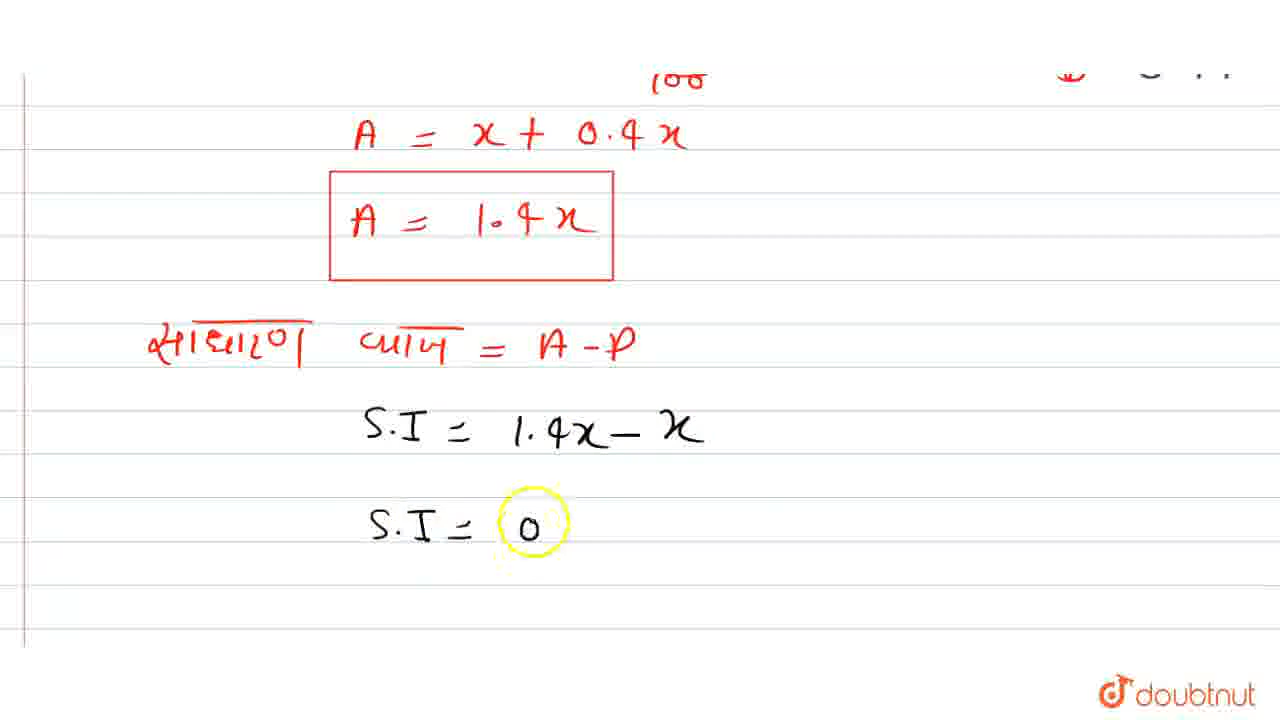 100
A = x + 0.4x
A = 1.4x
साधारण ब्याज = A - P
S.I = 1.4x - x
S.I = 0
doubtnut